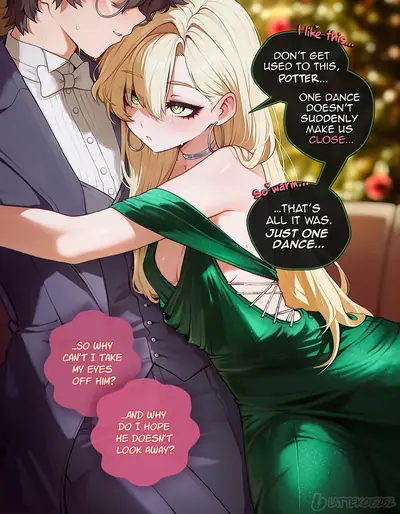 I like this...
DON'T GET
USED TO THIS,
POTTER...
ONE DANCE
DOESN'T
SUDDENLY
MAKE US
CLOSE...
So warm...
...THAT'S
ALL IT WAS.
JUST ONE
DANCE...
...SO WHY
CAN'T I TAKE
MY EYES
OFF HIM?
...AND WHY
DO I HOPE
HE DOESN'T
LOOK AWAY?